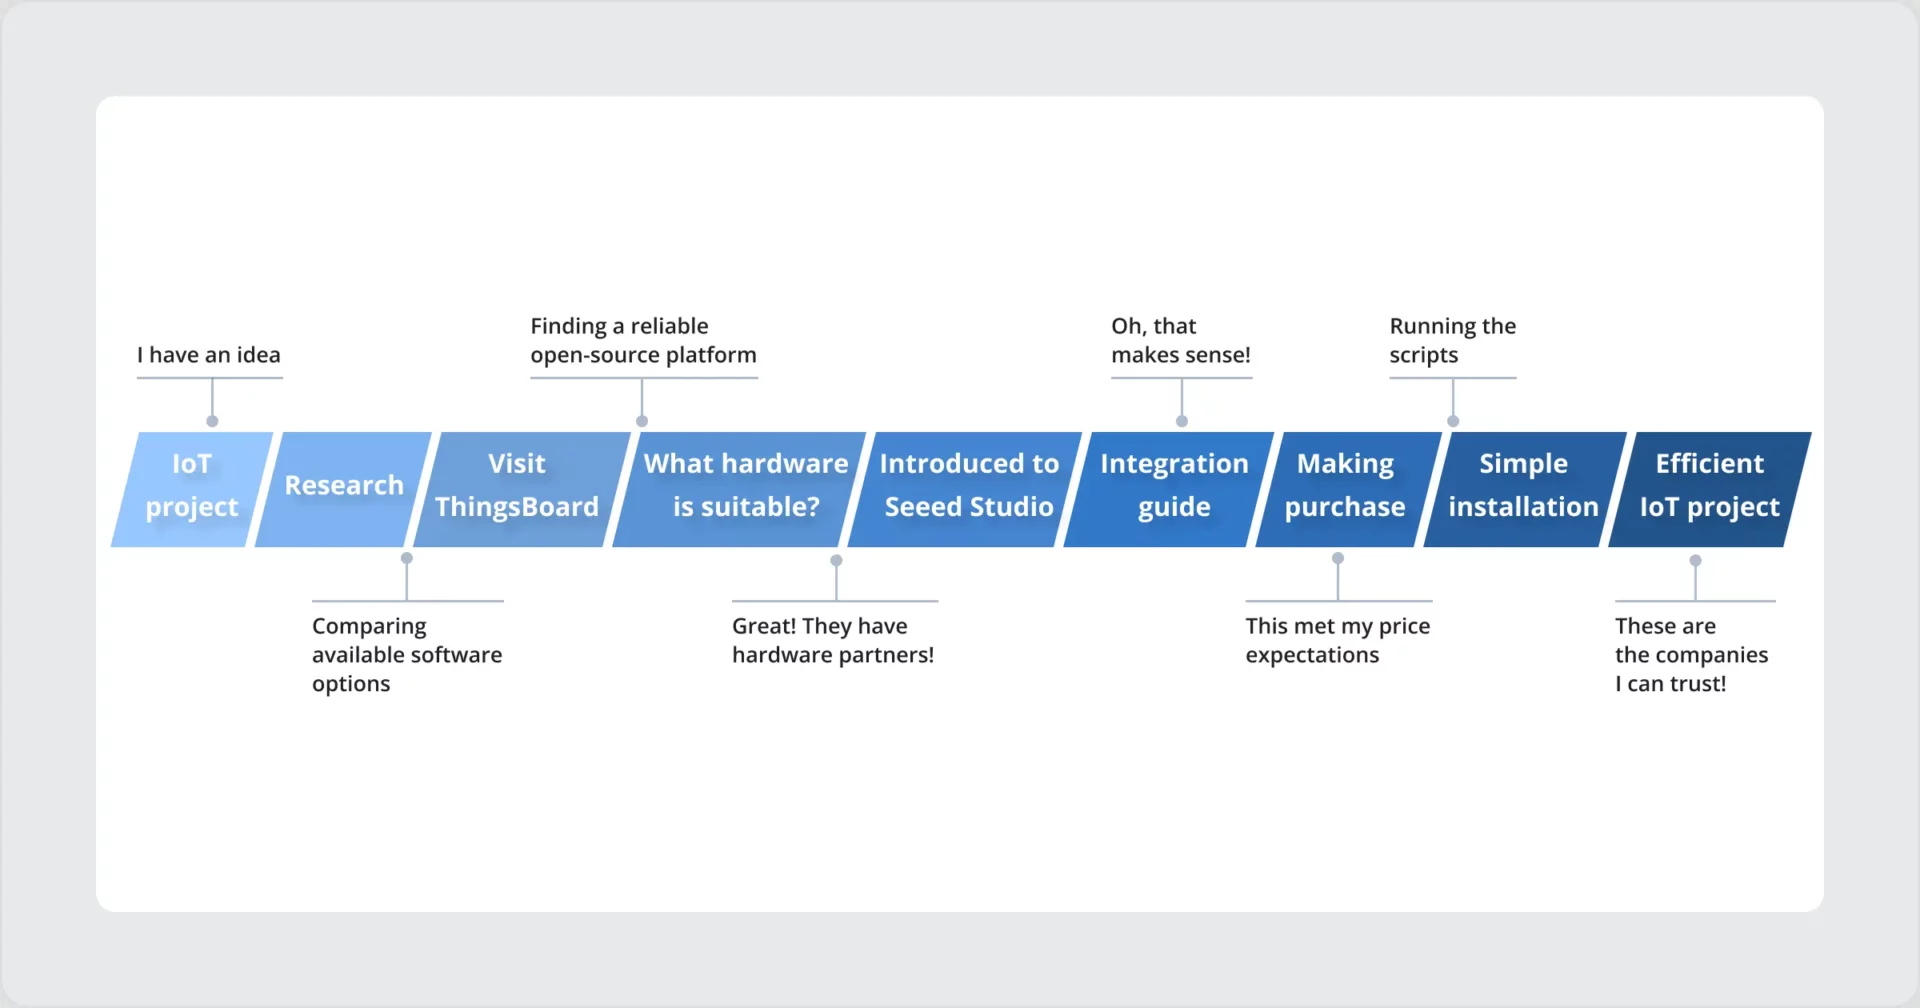 I have an idea
Finding a reliable
open-source platform
Oh, that
makes sense!
Running the
scripts
IoT
project
Research
Visit
ThingsBoard
What hardware
is suitable?
Introduced to
Seeed Studio
Integration
guide
Making
purchase
Simple
installation
Efficient
IoT project
Comparing
available software
options
Great! They have
hardware partners!
This met my price
expectations
These are
the companies
I can trust!